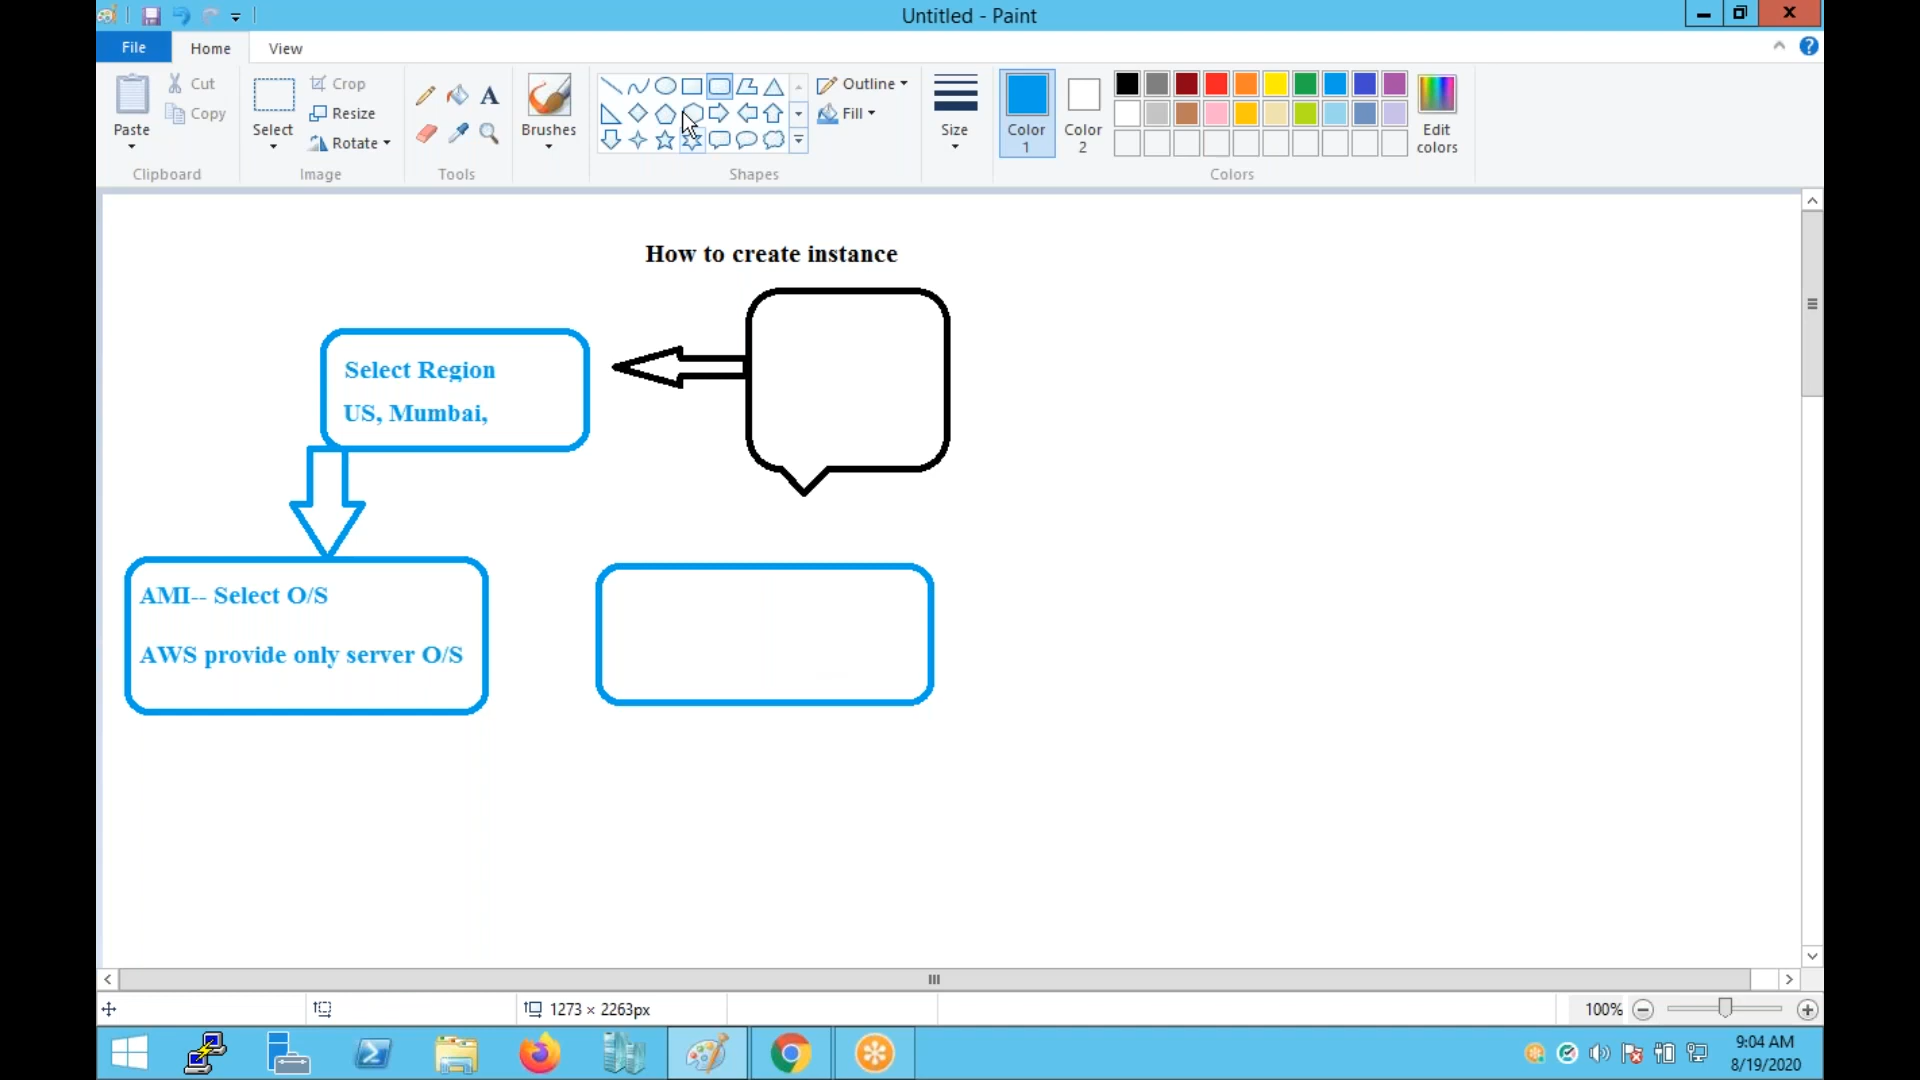 Untitled - Paint
File
Home
View
Paste
Cut
Copy
Clipboard
Select
Crop
Resize
Rotate
Image
Tools
Brushes
Outline
Fill
Shapes
Size
Color 1
Color 2
Edit colors
Colors
How to create instance
Select Region
US, Mumbai,
AMI-- Select O/S
AWS provide only server O/S
1273 × 2263px
100%
9:04 AM
8/19/2020